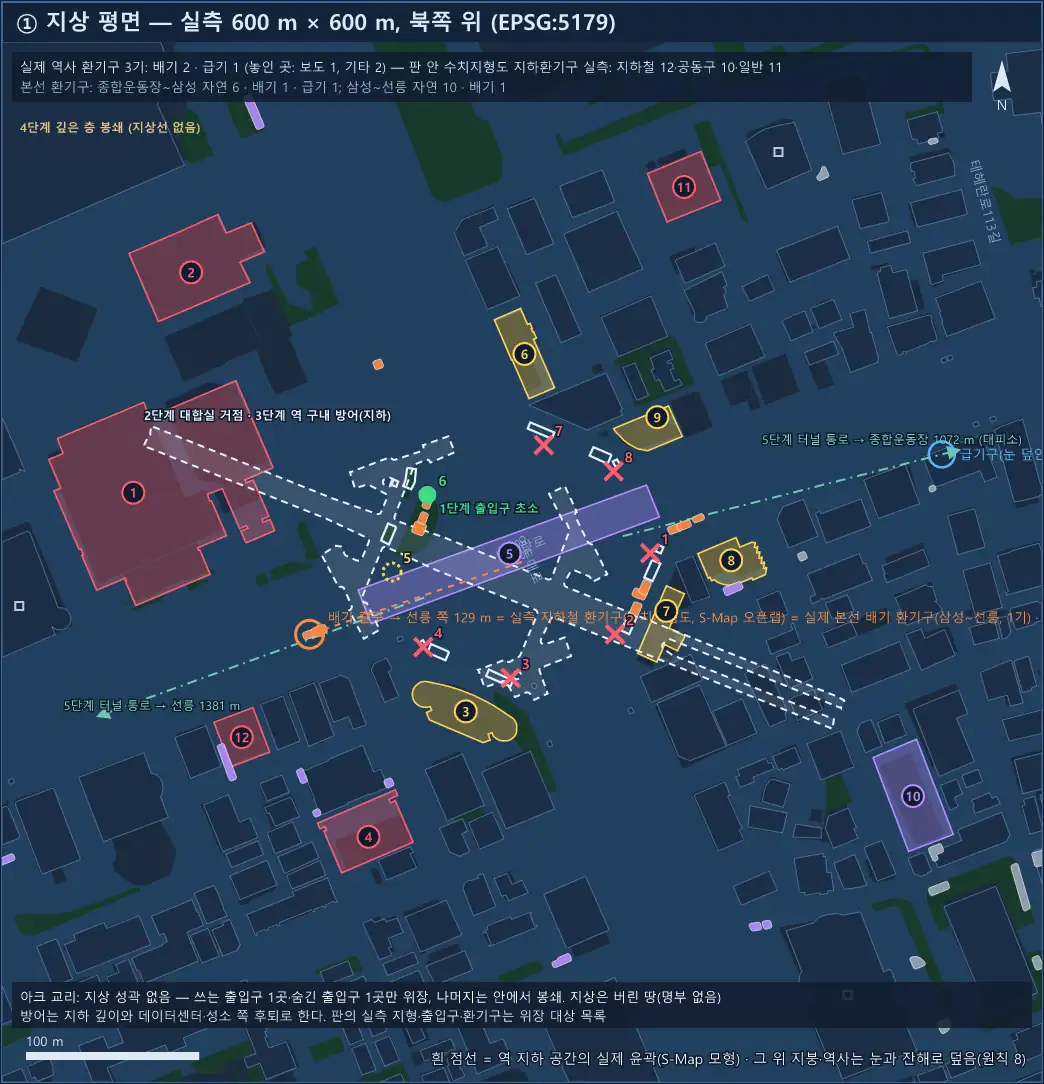 ① 지상 평면 — 실측 600 m × 600 m, 북쪽 위 (EPSG:5179)
실제 역사 환기구 3기: 배기 2 · 급기 1 (놓인 곳: 보도 1, 기타 2) — 판 안 수치지형도 지하환기구 실측: 지하철 12·공동구 10·일반 11
본선 환기구: 종합운동장~삼성 자연 6 · 배기 1 · 급기 1; 삼성~선릉 자연 10 · 배기 1
N
4단계 깊은 층 봉쇄 (지상선 없음)
테헤란로113길
11
2
6
2단계 대합실 거점 · 3단계 역 구내 방어(지하)
9
7
8
5단계 터널 통로 → 종합운동장 1072 m (대피소)
급기구(눈 덮인
1
6
1단계 출입구 초소
5
5
1
8
7
2
배기 → 선릉 쪽 129 m = 실측 지하철 환기구 S-Map 오픈랩) = 실제 본선 배기 환기구(삼성~선릉, 1기) ·
4
3
5단계 터널 통로 → 선릉 1381 m
3
12
4
10
아크 교리: 지상 성곽 없음 — 쓰는 출입구 1곳·숨긴 출입구 1곳만 위장, 나머지는 안에서 봉쇄. 지상은 버린 땅(명부 없음)
방어는 지하 깊이와 데이터센터·성소 쪽 후퇴로 한다. 판의 실측 지형·출입구·환기구는 위장 대상 목록
100 m
흰 점선 = 역 지하 공간의 실제 윤곽(S-Map 모형) · 그 위 지붕·역사는 눈과 잔해로 덮음(원칙 8)